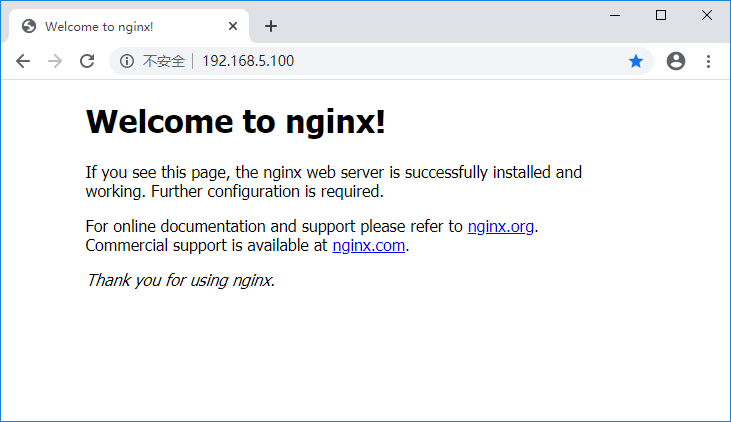 Welcome to nginx!
不安全 192.168.5.100
Welcome to nginx!
If you see this page, the nginx web server is successfully installed and
working. Further configuration is required.
For online documentation and support please refer to nginx.org.
Commercial support is available at nginx.com.
Thank you for using nginx.